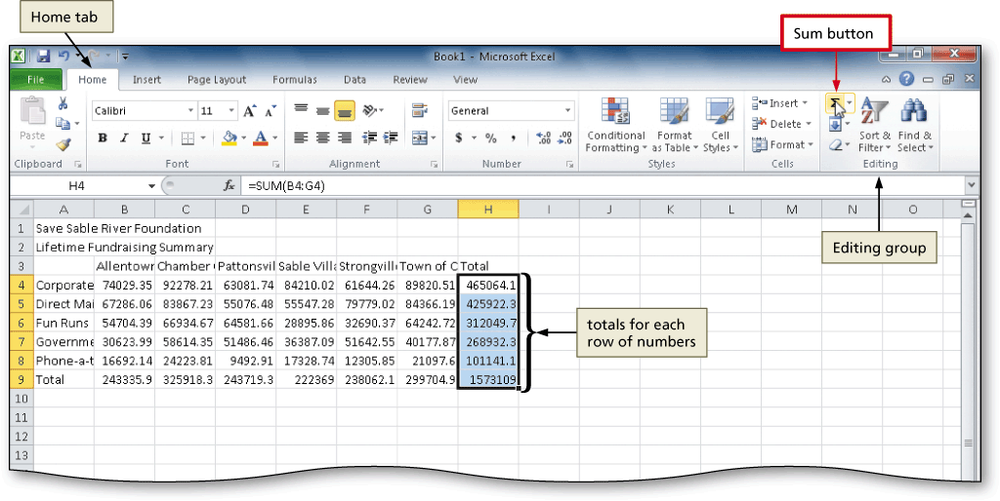 Home tab
Sum button
Book1 - Microsoft Excel
File Home Insert Page Layout Formulas Data Review View
Calibri 11 General Insert
Paste B I U A $ % , Conditional Formatting Format as Table Cell Styles Delete Sort & Filter Find & Select
Format
Clipboard Font Alignment Number Styles Cells Editing
H4 fx =SUM(B4:G4)
A B C D E F G H I J K L M N O
1 Save Sable River Foundation
2 Lifetime Fundraising Summary
3 Allentown Chamber Pattonsvil Sable Villa Strongville Town of C Total
4 Corporate 74029.35 92278.21 63081.74 84210.02 61644.26 89820.51 465064.1
5 Direct Mai 67286.06 83867.23 55076.48 55547.28 79779.02 84366.19 425922.3
6 Fun Runs 54704.39 66934.67 64581.66 28895.86 32690.37 64242.72 312049.7
7 Governme 30623.99 58614.35 51486.46 36387.09 51642.55 40177.87 268932.3
8 Phone-a-t 16692.14 24223.81 9492.91 17328.74 12305.85 21097.6 101141.1
9 Total 243335.9 325918.3 243719.3 222369 238062.1 299704.9 1573109
10
11
12
13
Editing group
totals for each
row of numbers